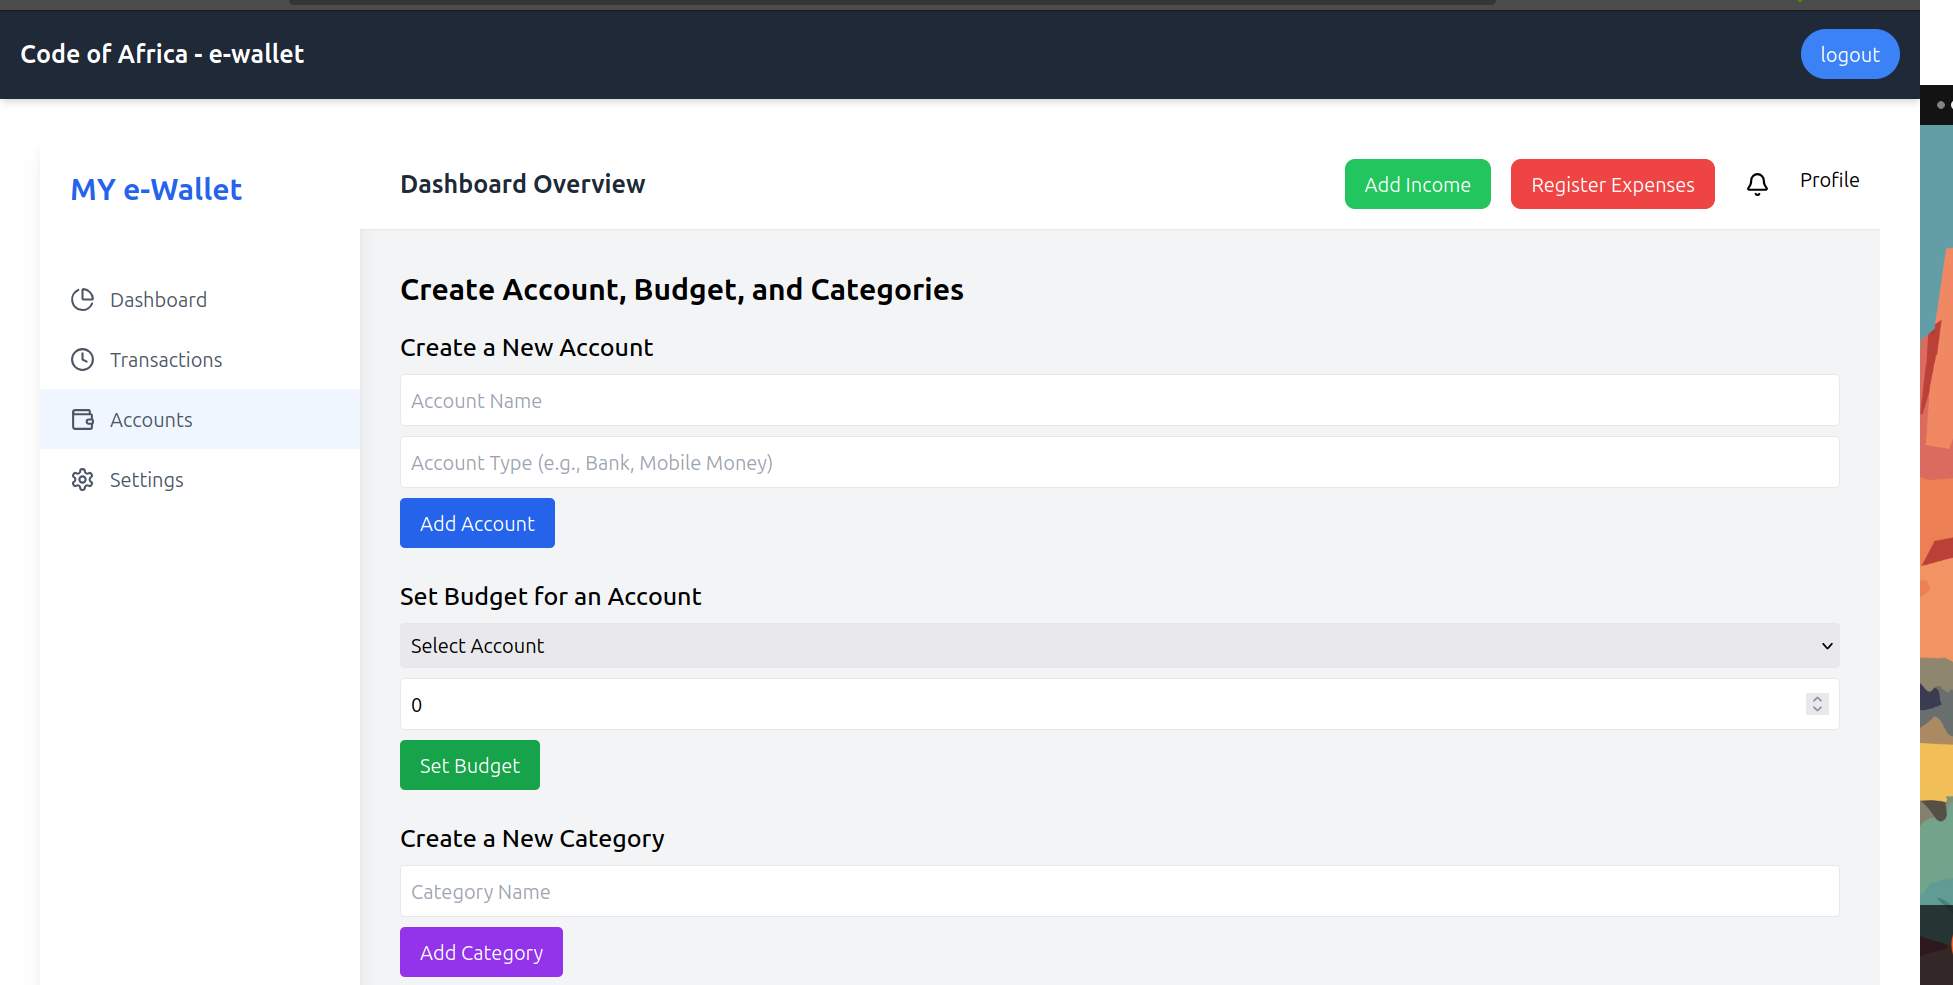 Code of Africa - e-wallet
logout
MY e-Wallet
Dashboard Overview
Add Income
Register Expenses
Profile
Dashboard
Transactions
Accounts
Settings
Create Account, Budget, and Categories
Create a New Account
Account Name
Account Type (e.g., Bank, Mobile Money)
Add Account
Set Budget for an Account
Select Account
0
Set Budget
Create a New Category
Category Name
Add Category